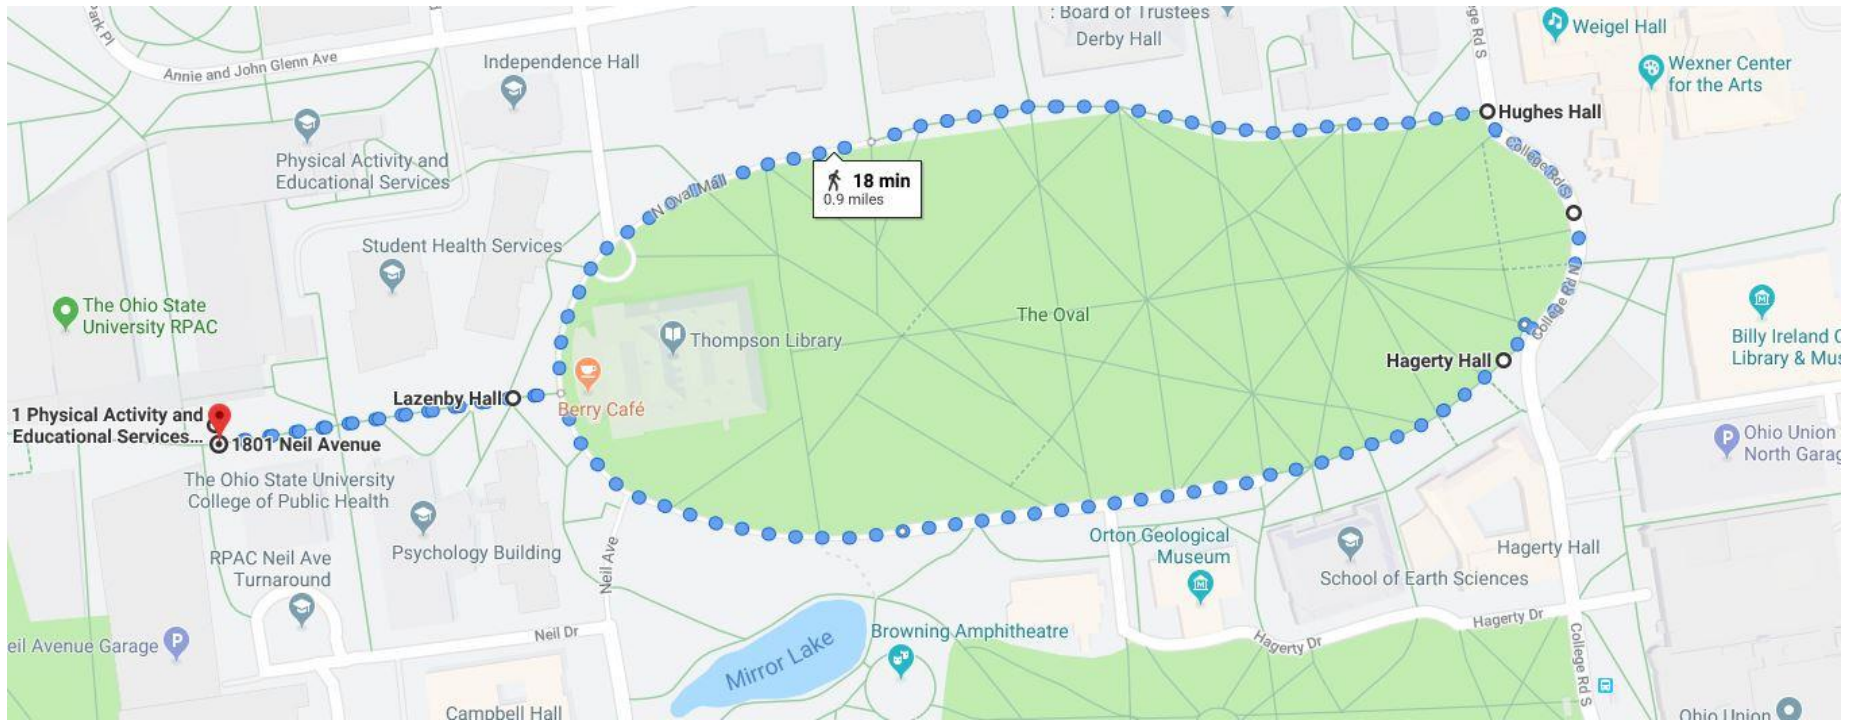 Park Pl
Annie and John Glenn Ave
Independence Hall
: Board of Trustees
Derby Hall
Weigel Hall
Wexner Center
for the Arts
Physical Activity and
Educational Services
18 min
0.9 miles
Hughes Hall
College Rd S
N Oval Mall
Student Health Services
The Ohio State
University RPAC
The Oval
Thompson Library
College Rd N
Billy Ireland C
Library & Mus
Hagerty Hall
Lazenby Hall
Berry Café
1 Physical Activity and
Educational Services...
1801 Neil Avenue
Ohio Union
North Garag
The Ohio State University
College of Public Health
Psychology Building
RPAC Neil Ave
Turnaround
Neil Ave
Orton Geological
Museum
Hagerty Hall
School of Earth Sciences
Neil Dr
Browning Amphitheatre
Hagerty Dr
Hagerty Dr
eil Avenue Garage
Mirror Lake
College Rd S
Campbell Hall
Ohio Union